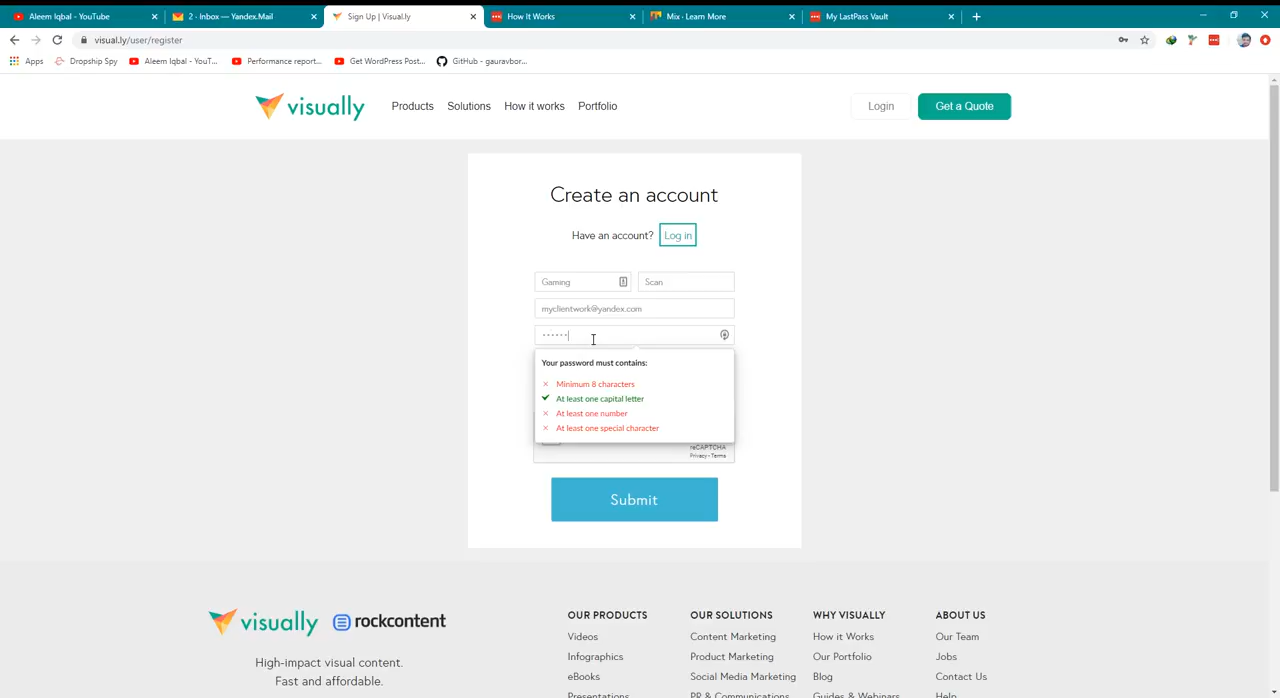 Aleem Iqbal - YouTube
2 · Inbox — Yandex.Mail
Sign Up | Visual.ly
How It Works
Mix - Learn More
My LastPass Vault
visual.ly/user/register
Apps
Dropship Spy
Aleem Iqbal - YouT...
Performance report...
Get WordPress Post...
GitHub - gauravbor...
visually
Products
Solutions
How it works
Portfolio
Login
Get a Quote
Create an account
Have an account? Log in
Gaming
Scan
myclientwork@yandex.com
Your password must contains:
Minimum 8 characters
At least one capital letter
At least one number
At least one special character
reCAPTCHA
Privacy - Terms
Submit
visually
rockcontent
High-impact visual content.
Fast and affordable.
OUR PRODUCTS
Videos
Infographics
eBooks
Presentations
OUR SOLUTIONS
Content Marketing
Product Marketing
Social Media Marketing
PR & Communications
WHY VISUALLY
How it Works
Our Portfolio
Blog
Guides & Webinars
ABOUT US
Our Team
Jobs
Contact Us
Help